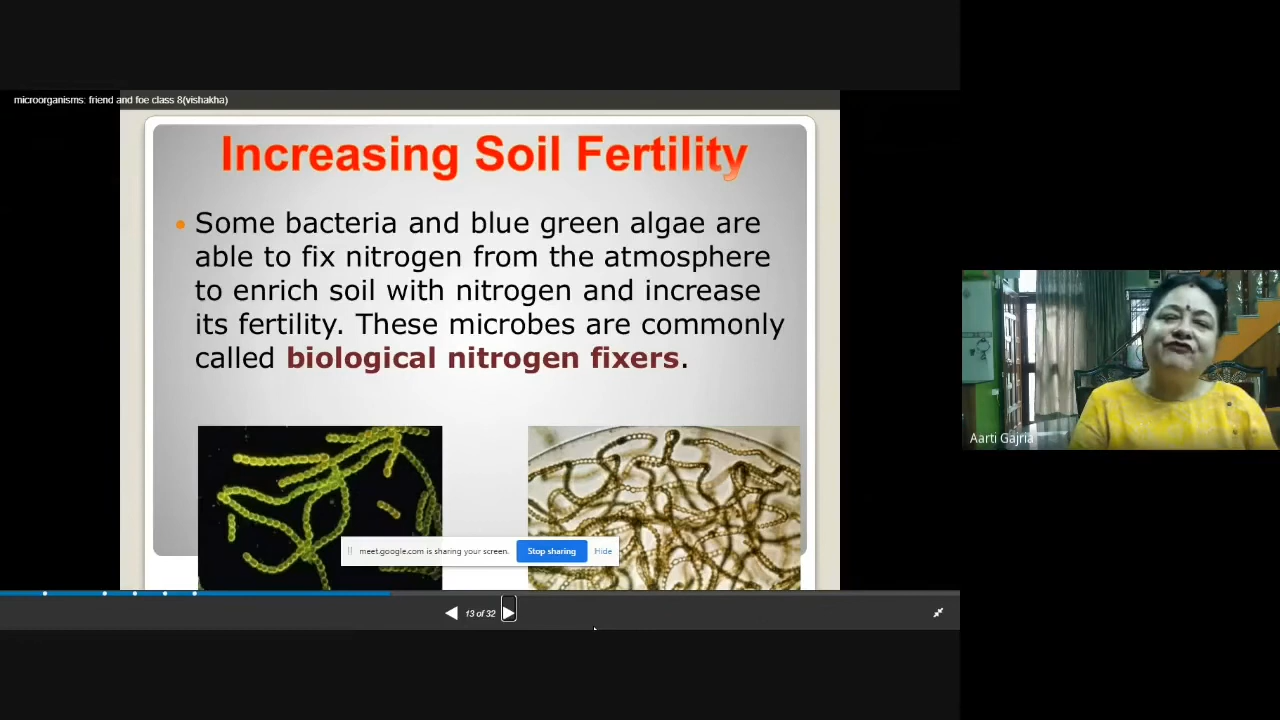 microorganisms: friend and foe class 8(vishakha)
Increasing Soil Fertility
Some bacteria and blue green algae are
able to fix nitrogen from the atmosphere
to enrich soil with nitrogen and increase
its fertility. These microbes are commonly
called biological nitrogen fixers.
meet.google.com is sharing your screen.
Stop sharing
Hide
13 of 32
Aarti Gajria